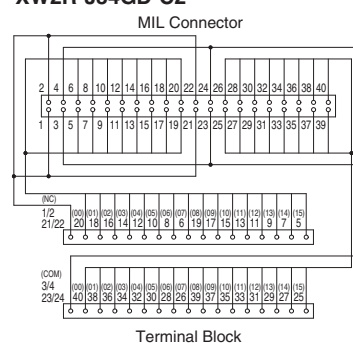 XW2R-J34GD-C2
MIL Connector
2 4 6 8 10 12 14 16 18 20 22 24 26 28 30 32 34 36 38 40
1 3 5 7 9 11 13 15 17 19 21 23 25 27 29 31 33 35 37 39
(NC)
(00) (01) (02) (03) (04) (05) (06) (07) (08) (09) (10) (11) (12) (13) (14) (15)
1/2
21/22 20 18 16 14 12 10 8 6 19 17 15 13 11 9 7 5
(COM)
(00) (01) (02) (03) (04) (05) (06) (07) (08) (09) (10) (11) (12) (13) (14) (15)
3/4
23/24 40 38 36 34 32 30 28 26 39 37 35 33 31 29 27 25
Terminal Block